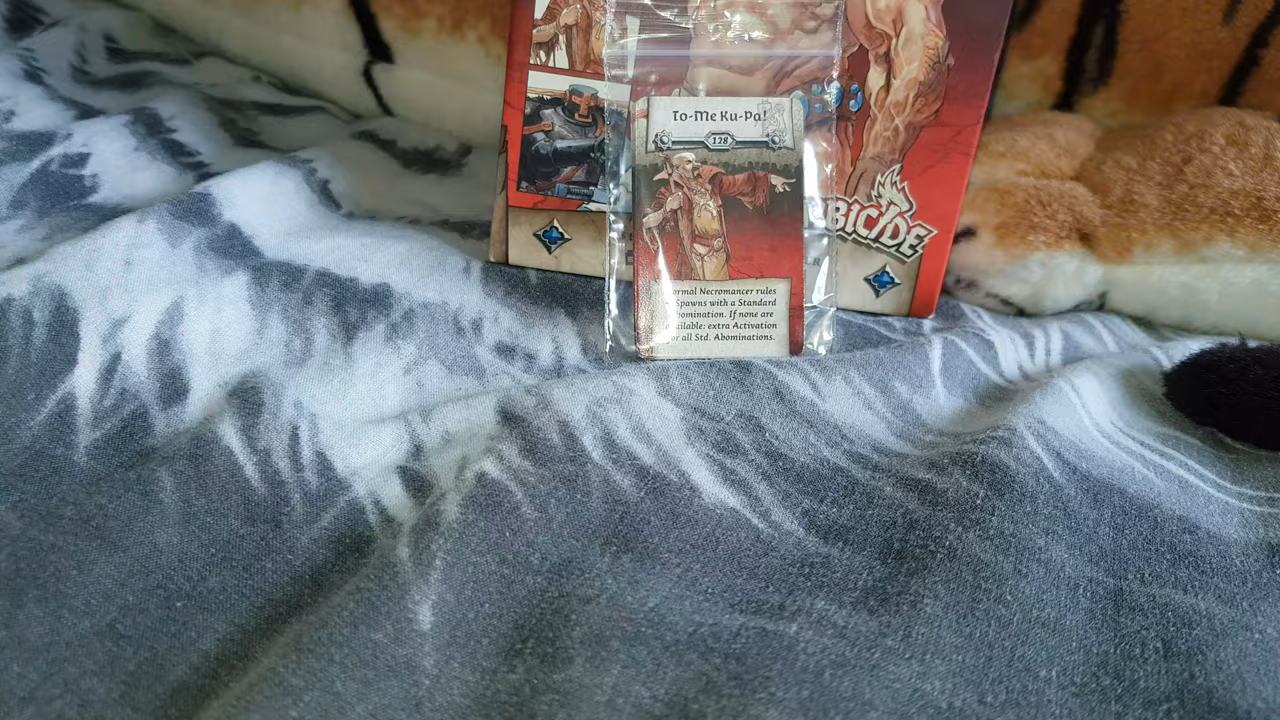 To-Me Ku-Pa!
128
ormal Necromancer rules
Spawns with a Standard
bomination. If none are
ailable: extra Activation
or all Std. Abominations.
BICIDE